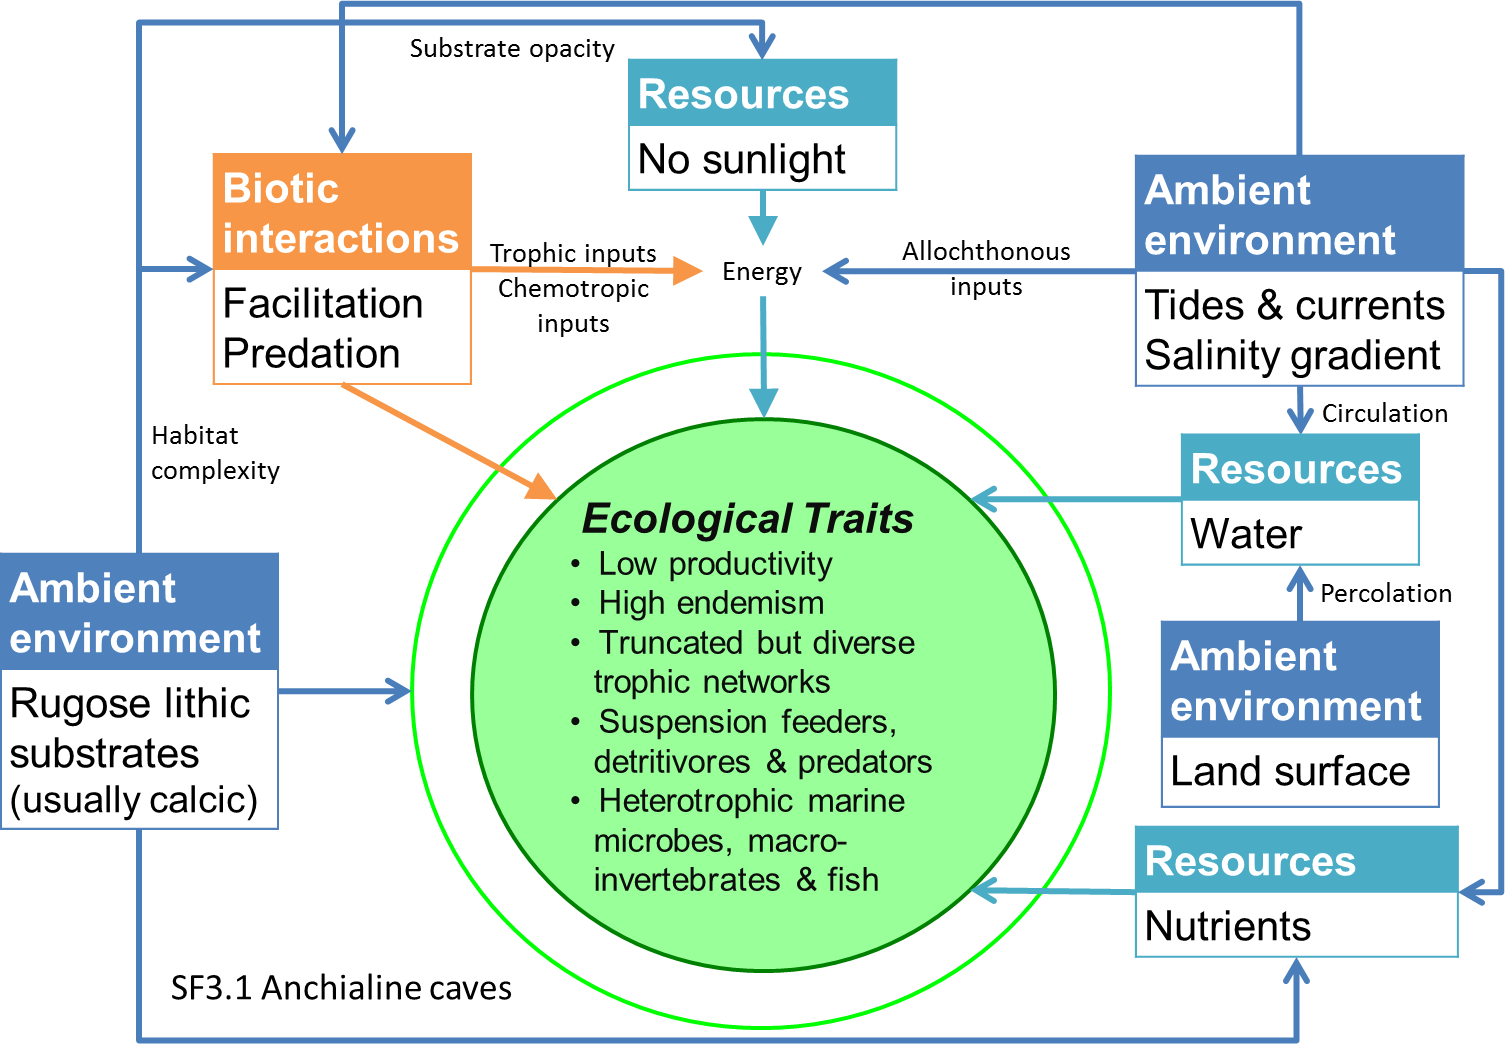 Substrate opacity
Resources
No sunlight
Biotic
interactions
Facilitation
Predation
Trophic inputs
Chemotropic
inputs
Energy
Allochthonous
inputs
Ambient
environment
Tides & currents
Salinity gradient
Circulation
Habitat
complexity
Resources
Water
Percolation
Ambient
environment
Land surface
Ambient
environment
Rugose lithic
substrates
(usually calcic)
Ecological Traits
• Low productivity
• High endemism
• Truncated but diverse
trophic networks
• Suspension feeders,
detritivores & predators
• Heterotrophic marine
microbes, macro-
invertebrates & fish
Resources
Nutrients
SF3.1 Anchialine caves